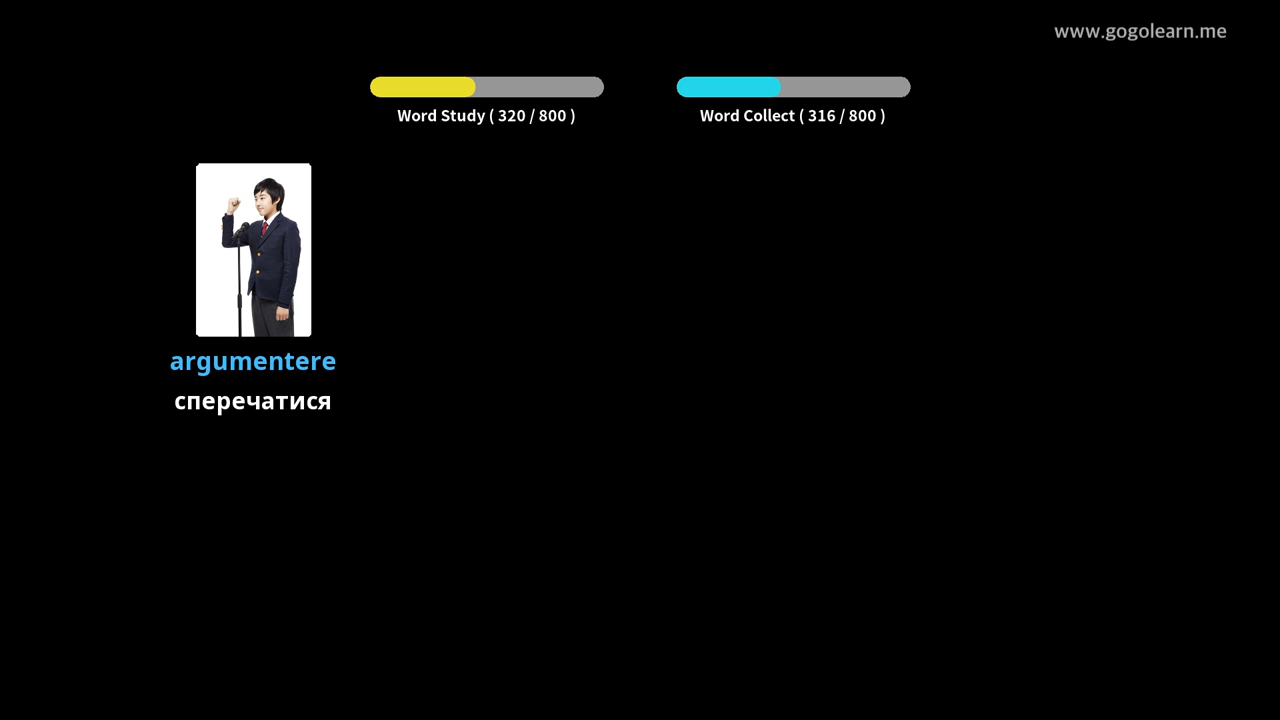 www.gogolearn.me
Word Study ( 320 / 800 )
Word Collect ( 316 / 800 )
argumentere
сперечатися